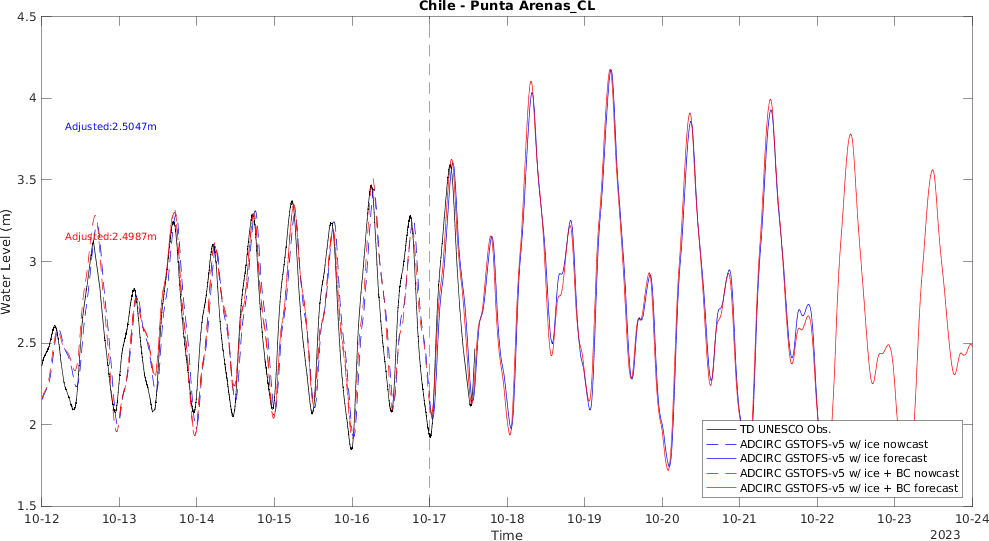 Chile - Punta Arenas_CL
Water Level (m)
4.5
4
3.5
3
2.5
2
1.5
Adjusted:2.5047m
Adjusted:2.4987m
TD UNESCO Obs.
ADCIRC GSTOFS-v5 w/ ice nowcast
ADCIRC GSTOFS-v5 w/ ice forecast
ADCIRC GSTOFS-v5 w/ ice + BC nowcast
ADCIRC GSTOFS-v5 w/ ice + BC forecast
10-12 10-13 10-14 10-15 10-16 10-17 10-18 10-19 10-20 10-21 10-22 10-23 10-24
Time
2023